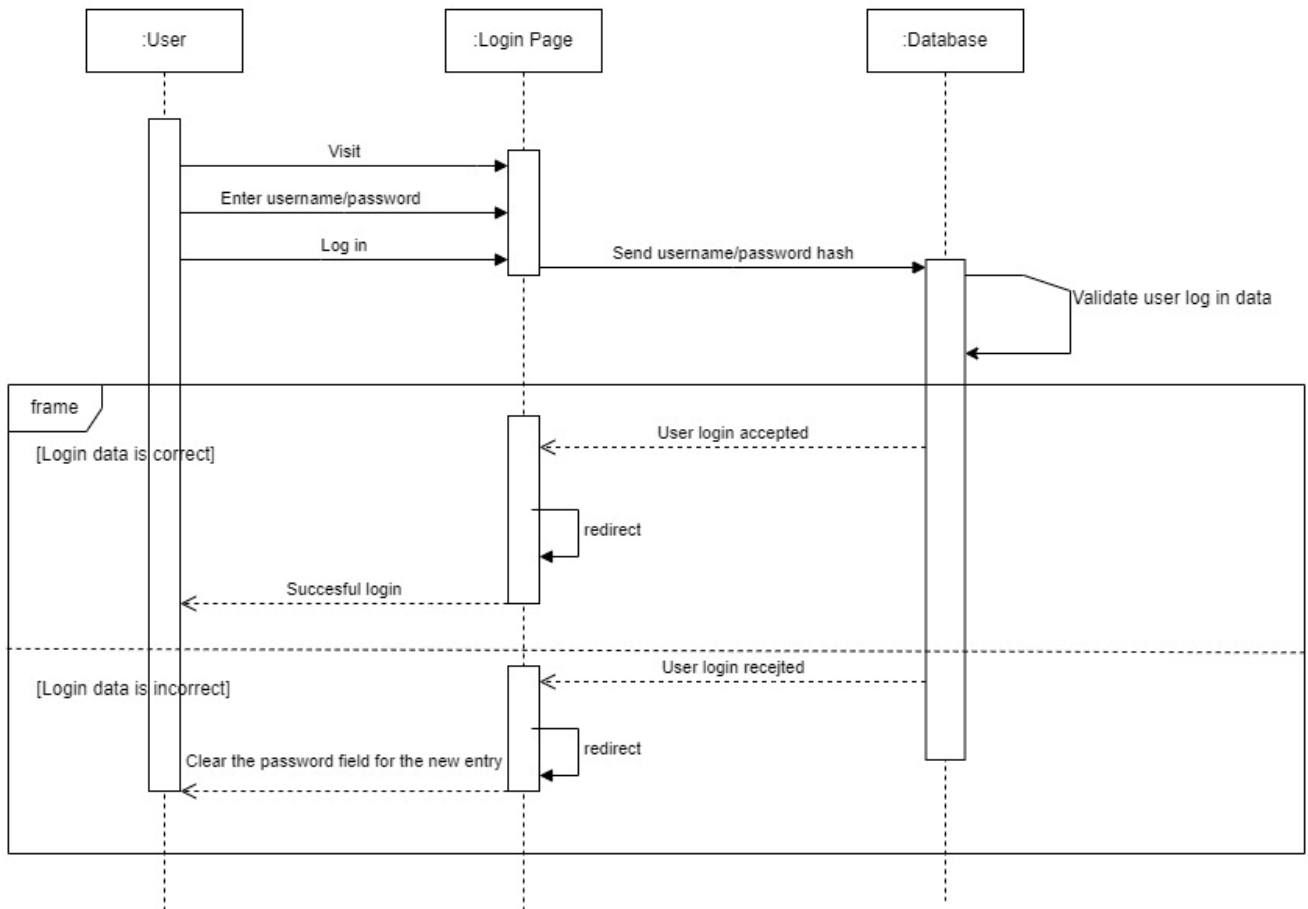 :User
:Login Page
:Database
Visit
Enter username/password
Log in
Send username/password hash
Validate user log in data
frame
[Login data is correct]
User login accepted
redirect
Succesful login
[Login data is incorrect]
User login recejted
redirect
Clear the password field for the new entry